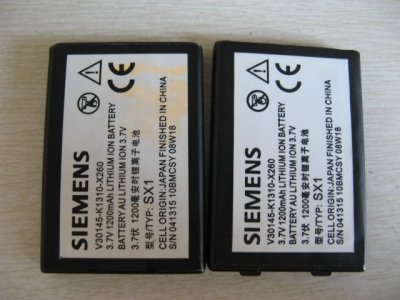 CE
SIEMENS
V30145-K1310-X260
3.7V 1200mAh LITHIUM ION BATTERY
BATTERY AU LITHIUM ION 3.7V
3.7伏 1200毫安时锂离子电池
型号/TYP: SX1
CELL ORIGIN:JAPAN FINISHED IN CHINA
S/N 041315 10BMCSY 08W18
CE
SIEMENS
V30145-K1310-X260
3.7V 1200mAh LITHIUM ION BATTERY
BATTERY AU LITHIUM ION 3.7V
3.7伏 1200毫安时锂离子电池
型号/TYP: SX1
CELL ORIGIN:JAPAN FINISHED IN CHINA
S/N 041315 10BMCSY 08W18